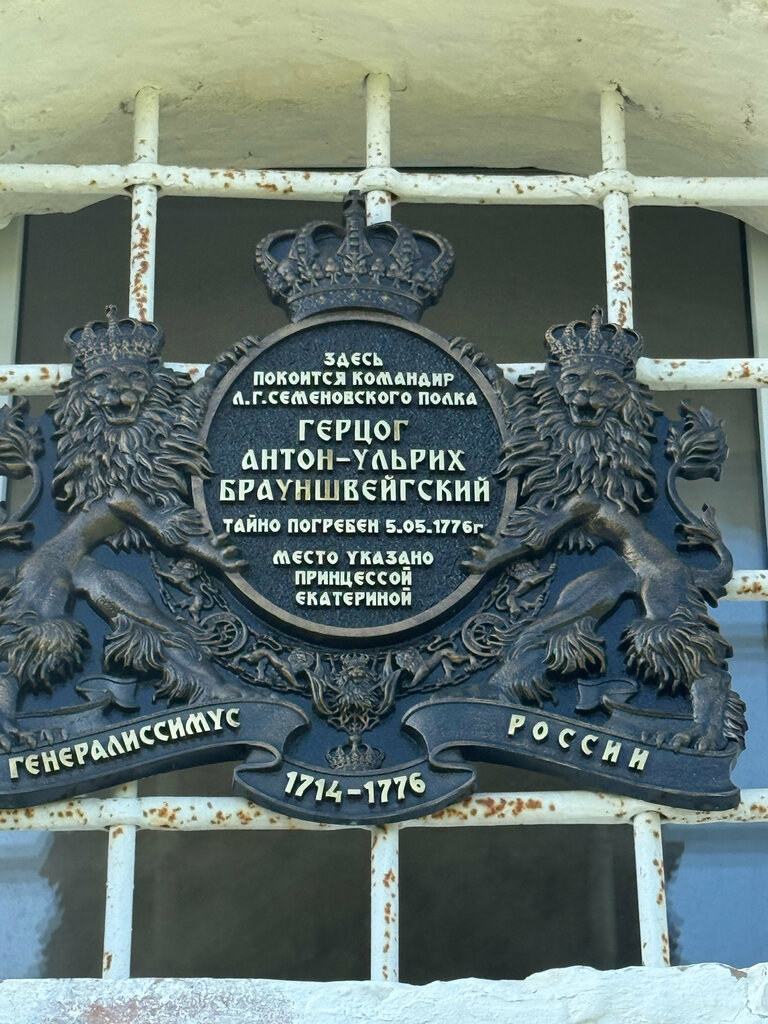 ЗДЕСЬ
ПОКОИТСЯ КОМАНДИР
Л.Г.СЕМЕНОВСКОГО ПОЛКА
ГЕРЦОГ
АНТОН-УЛЬРИХ
БРАУНШВЕЙГСКИЙ
ТАЙНО ПОГРЕБЕН 5.05.1776г
МЕСТО УКАЗАНО
ПРИНЦЕССОЙ
ЕКАТЕРИНОЙ
ГЕНЕРАЛИССИМУС
РОССИИ
1714-1776